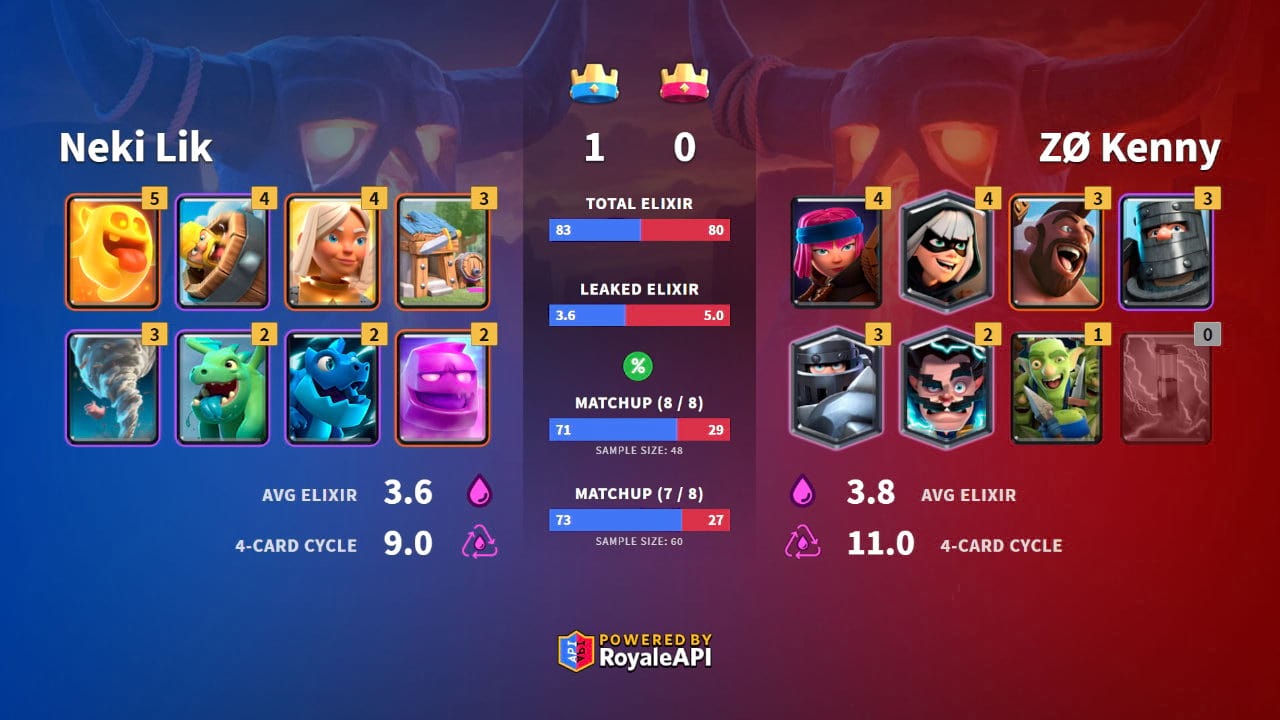 1 0
Neki Lik
ZØ Kenny
5 4 4 3
3 2 2 2
TOTAL ELIXIR
83 80
LEAKED ELIXIR
3.6 5.0
%
MATCHUP (8 / 8)
71 29
SAMPLE SIZE: 48
MATCHUP (7 / 8)
73 27
SAMPLE SIZE: 60
4 4 3 3
3 2 1 0
AVG ELIXIR 3.6
4-CARD CYCLE 9.0
3.8 AVG ELIXIR
11.0 4-CARD CYCLE
API
API
POWERED BY
RoyaleAPI